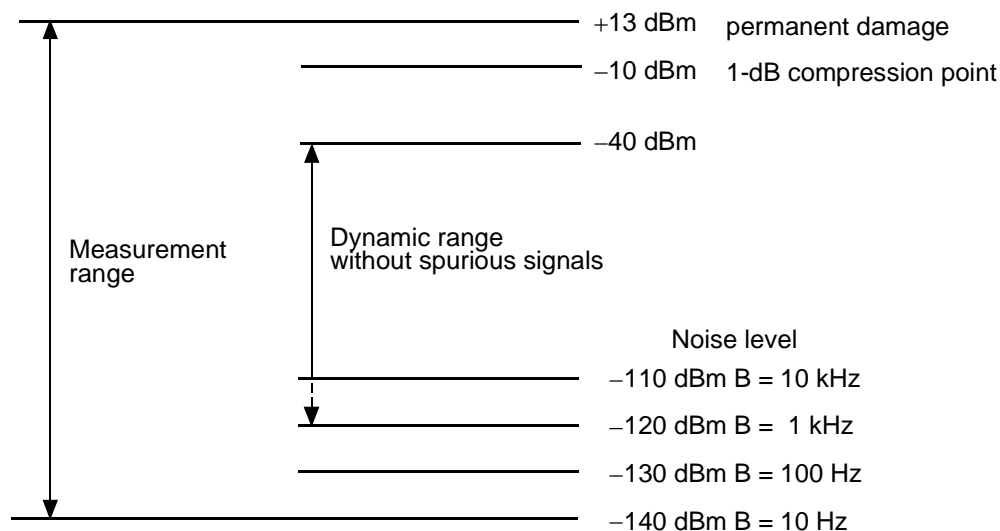 +13 dBm permanent damage
−10 dBm 1-dB compression point
−40 dBm
Measurement
range
Dynamic range
without spurious signals
Noise level
−110 dBm B = 10 kHz
−120 dBm B = 1 kHz
−130 dBm B = 100 Hz
−140 dBm B = 10 Hz